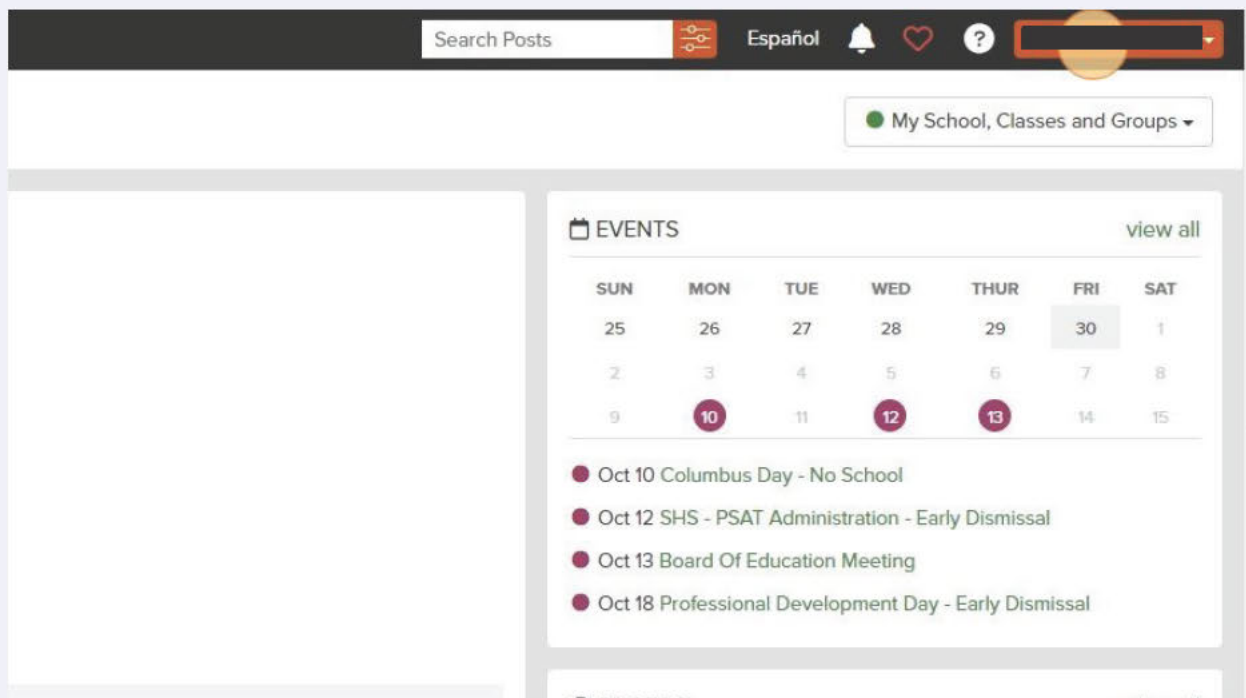 Search Posts
Español
?
My School, Classes and Groups
EVENTS
view all
SUN MON TUE WED THUR FRI SAT
25 26 27 28 29 30 1
2 3 4 5 6 7 8
9 10 11 12 13 14 15
Oct 10 Columbus Day - No School
Oct 12 SHS - PSAT Administration - Early Dismissal
Oct 13 Board Of Education Meeting
Oct 18 Professional Development Day - Early Dismissal